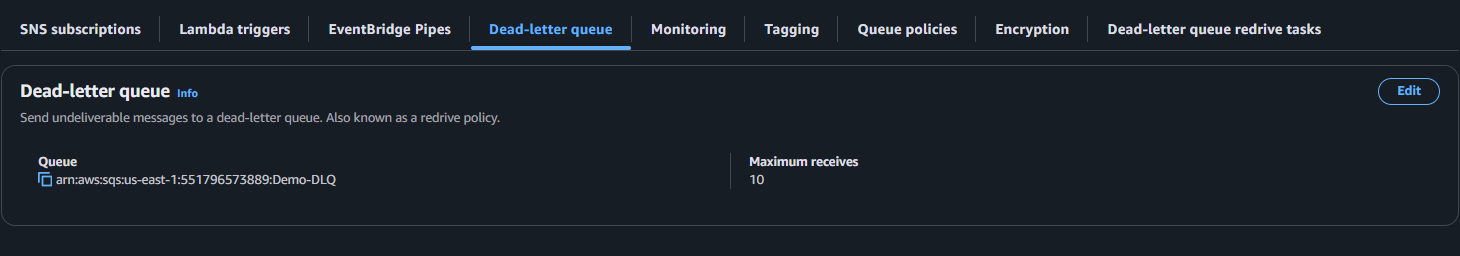 SNS subscriptions Lambda triggers EventBridge Pipes Dead-letter queue Monitoring Tagging Queue policies Encryption Dead-letter queue redrive tasks
Dead-letter queue Info Edit
Send undeliverable messages to a dead-letter queue. Also known as a redrive policy.
Queue Maximum receives
arn:aws:sqs:us-east-1:551796573889:Demo-DLQ 10